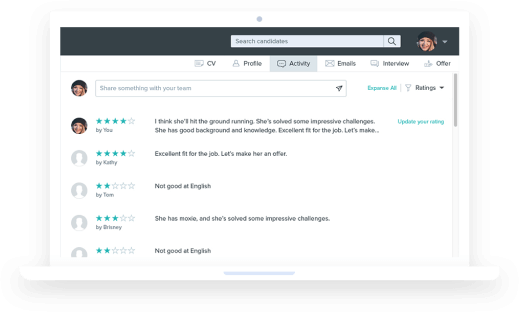 Search candidates
CV
Profile
Activity
Emails
Interview
Offer
Share something with your team
Expanse All
Ratings
I think she'll hit the ground running. She's solved some impressive challenges.
Update your rating
by You
She has good background and knowledge. Excellent fit for the job. Let's make...
Excellent fit for the job. Let's make her an offer.
by Kathy
Not good at English
by Tom
She has moxie, and she's solved some impressive challenges.
by Brisney
Not good at English